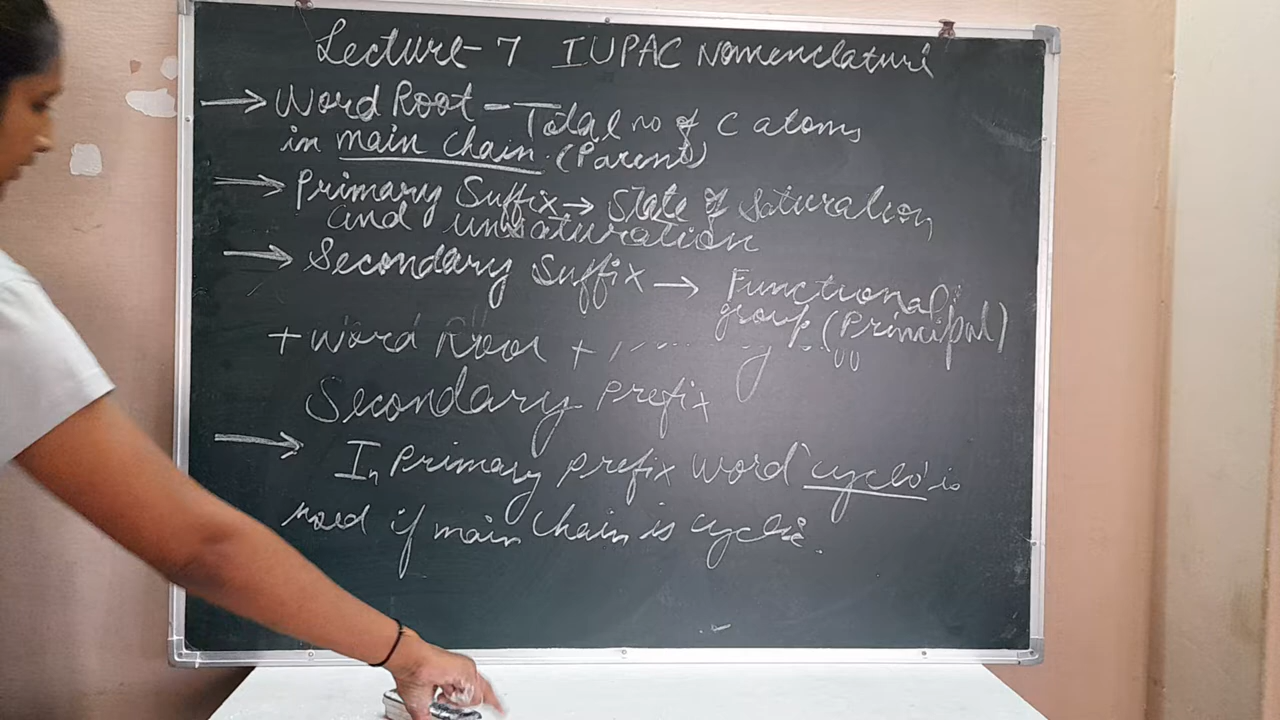 Lecture-7 IUPAC Nomenclature
→ Word Root - Total no of C atoms
in main chain. (Parent)
→ Primary Suffix → State of Saturation
and unsaturation
→ Secondary Suffix → Functional
group (Principal)
+ Word Root +
Secondary Prefix
→ In Primary prefix word 'cyclo' is
used if main chain is cyclic.